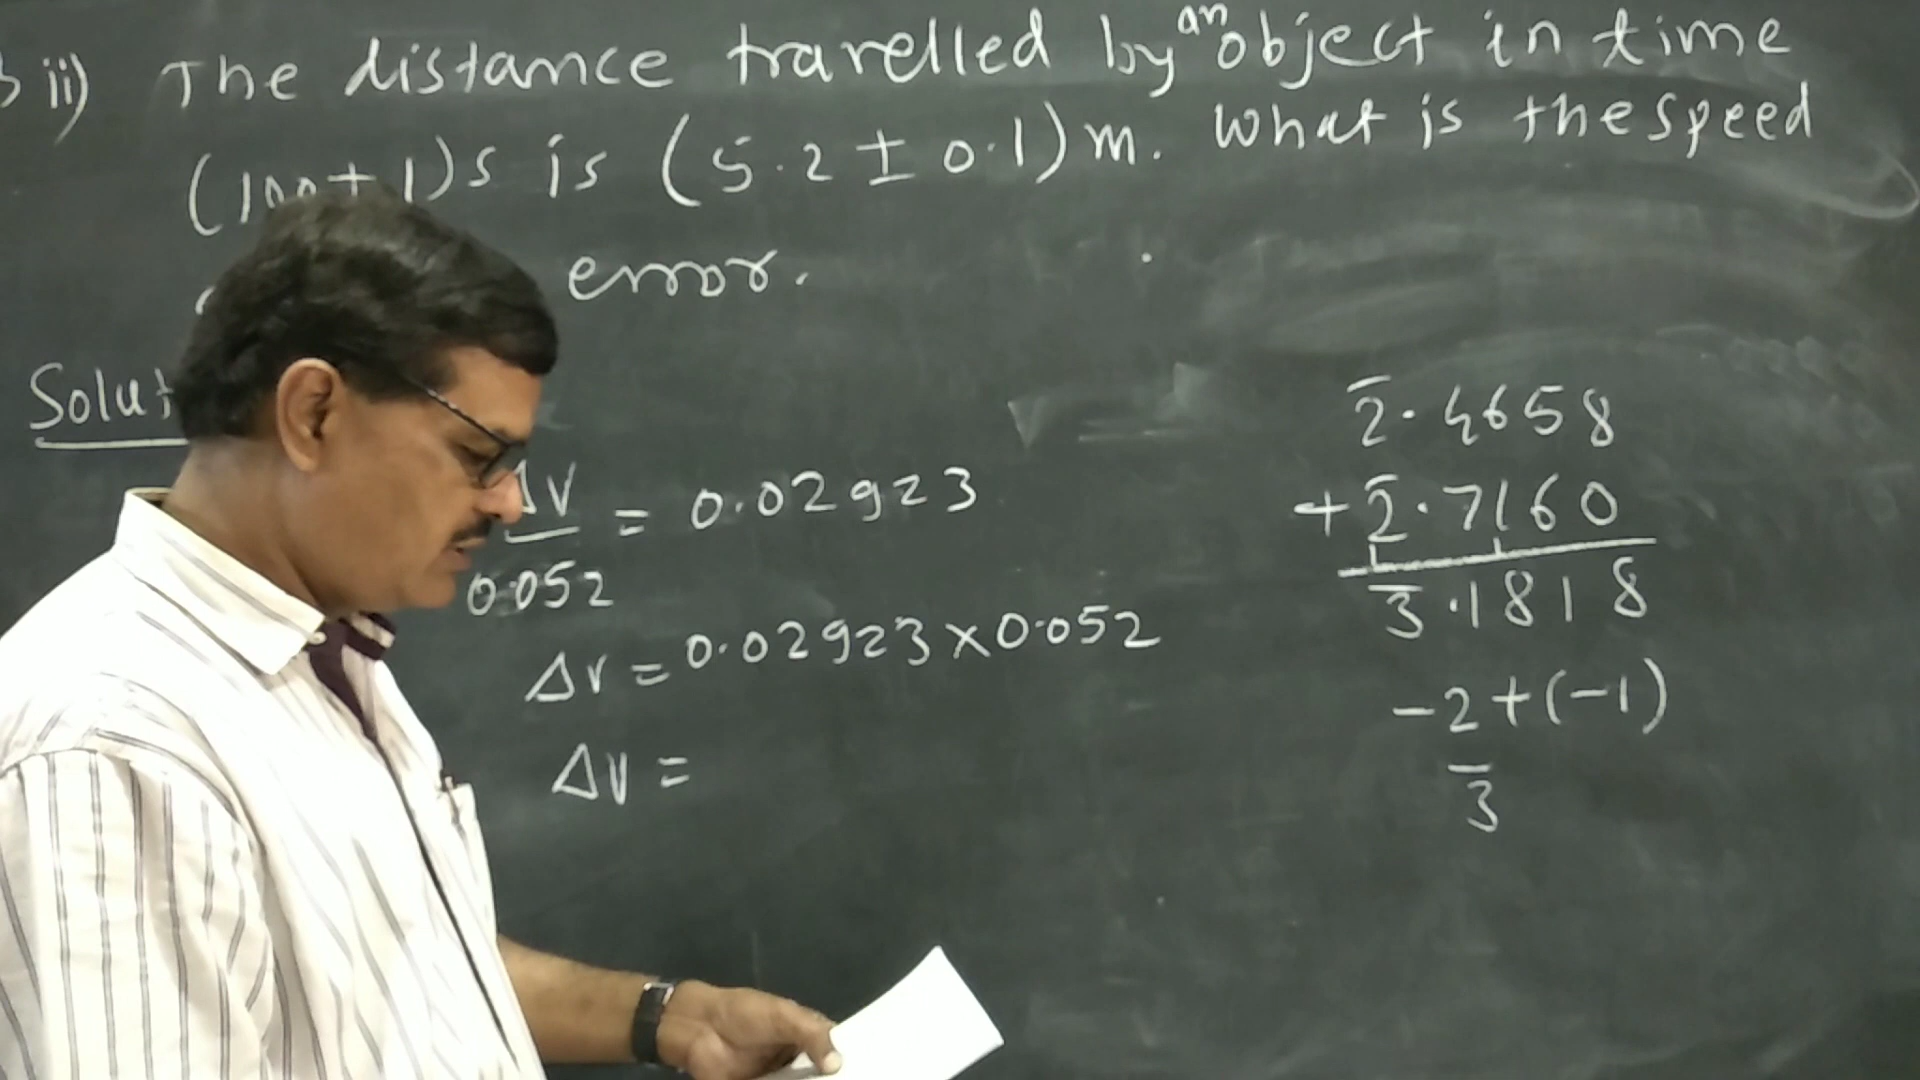 ii) The distance travelled by an object in time
(100 ± 1)s is (5.2 ± 0.1)m. What is the speed
error.
Solut
ΔV = 0.02923
0.052
Δv = 0.02923 x 0.052
ΔV =
2̅.4658
+ 2̅.7160
3̅.1818
-2+(-1)
3̅